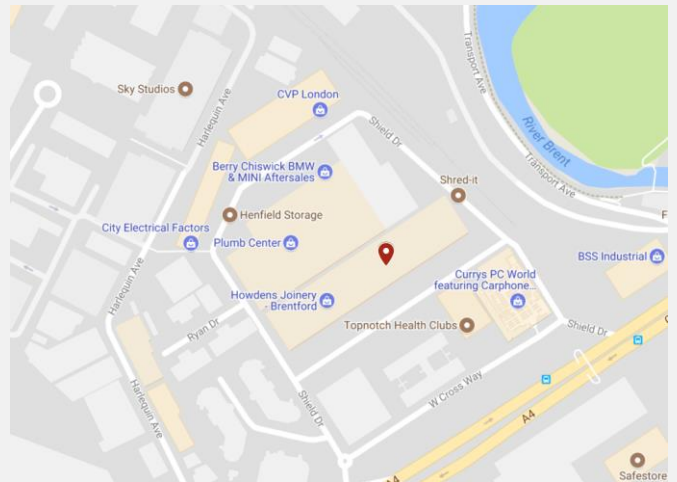 Transport Ave
Sky Studios
Harlequin Ave
CVP London
Shield Dr
River Brent
Transport Ave
Berry Chiswick BMW
& MINI Aftersales
Shred-it
Henfield Storage
F
City Electrical Factors
Plumb Center
BSS Industrial
Currys PC World
featuring Carphone...
Harlequin Ave
Howdens Joinery
- Brentford
Ryan Dr
Topnotch Health Clubs
Shield Dr
W Cross Way
Harlequin Ave
Shield Dr
A4
A4
Safestore